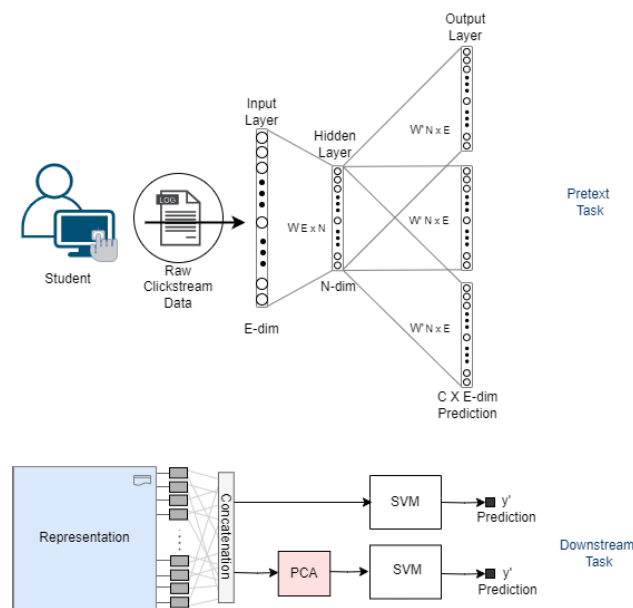 Output
Layer
Input
Layer
Hidden
Layer
W' N x E
LOG
Pretext
Task
W E x N
W' N x E
Student
Raw
Clickstream
Data
N-dim
E-dim
W' N x E
C X E-dim
Prediction
Representation
Concatenation
SVM
y'
Prediction
PCA
SVM
y'
Prediction
Downstream
Task